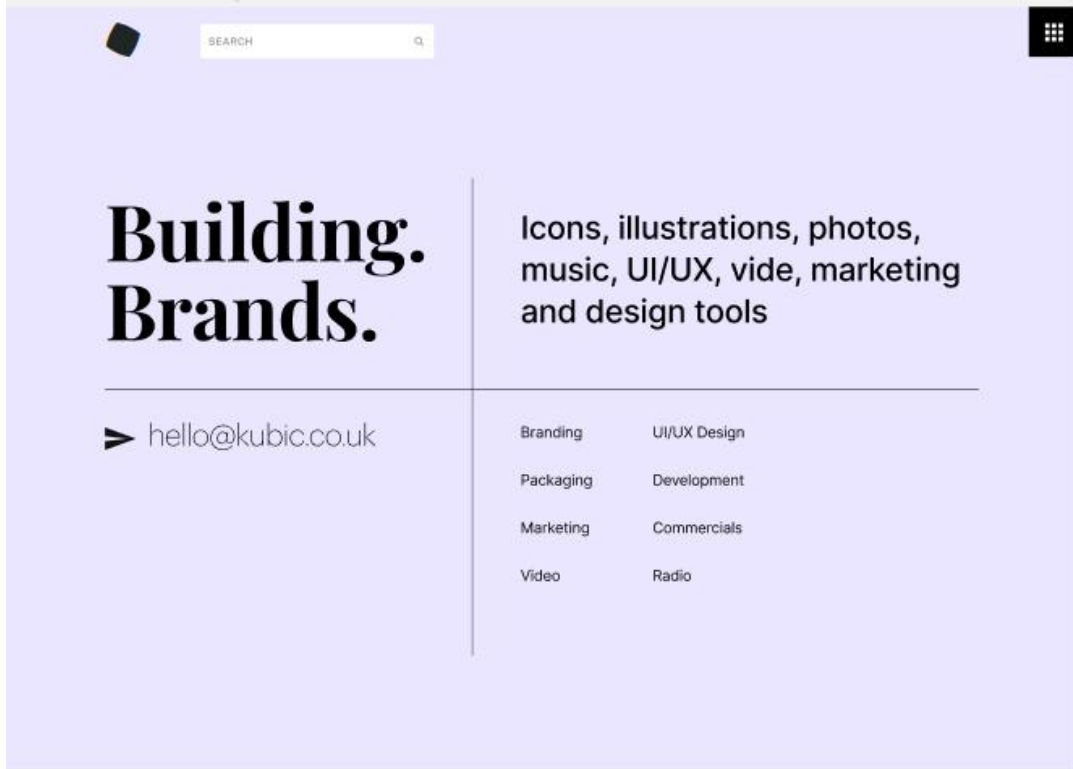 SEARCH
Building.
Brands.
Icons, illustrations, photos,
music, UI/UX, vide, marketing
and design tools
hello@kubic.co.uk
Branding
UI/UX Design
Packaging
Development
Marketing
Commercials
Video
Radio